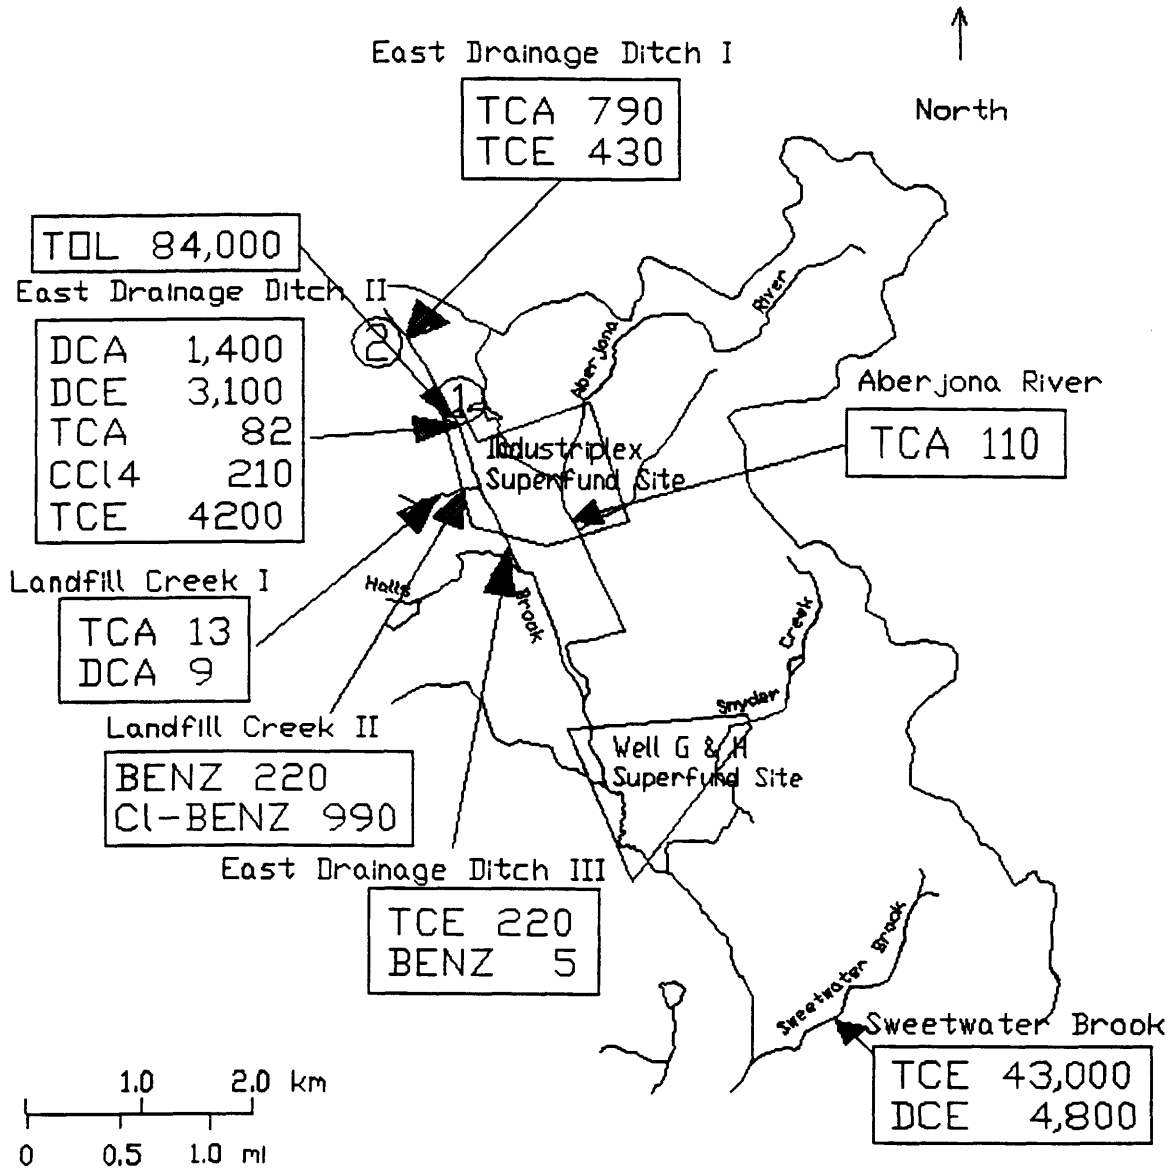 East Drainage Ditch I
TCA 790
TCE 430
North
TOL 84,000
East Drainage Ditch II
DCA 1,400
DCE 3,100
TCA 82
CCl4 210
TCE 4200
2
1
River
Aberjona
Aberjona River
TCA 110
Industriplex
Superfund Site
Landfill Creek I
TCA 13
DCA 9
Halls
Brook
Creek
Snyder
Landfill Creek II
BENZ 220
Cl-BENZ 990
Well G & H
Superfund Site
East Drainage Ditch III
TCE 220
BENZ 5
Sweetwater Brook
Sweetwater Brook
TCE 43,000
DCE 4,800
1.0 2.0 km
0 0.5 1.0 mi